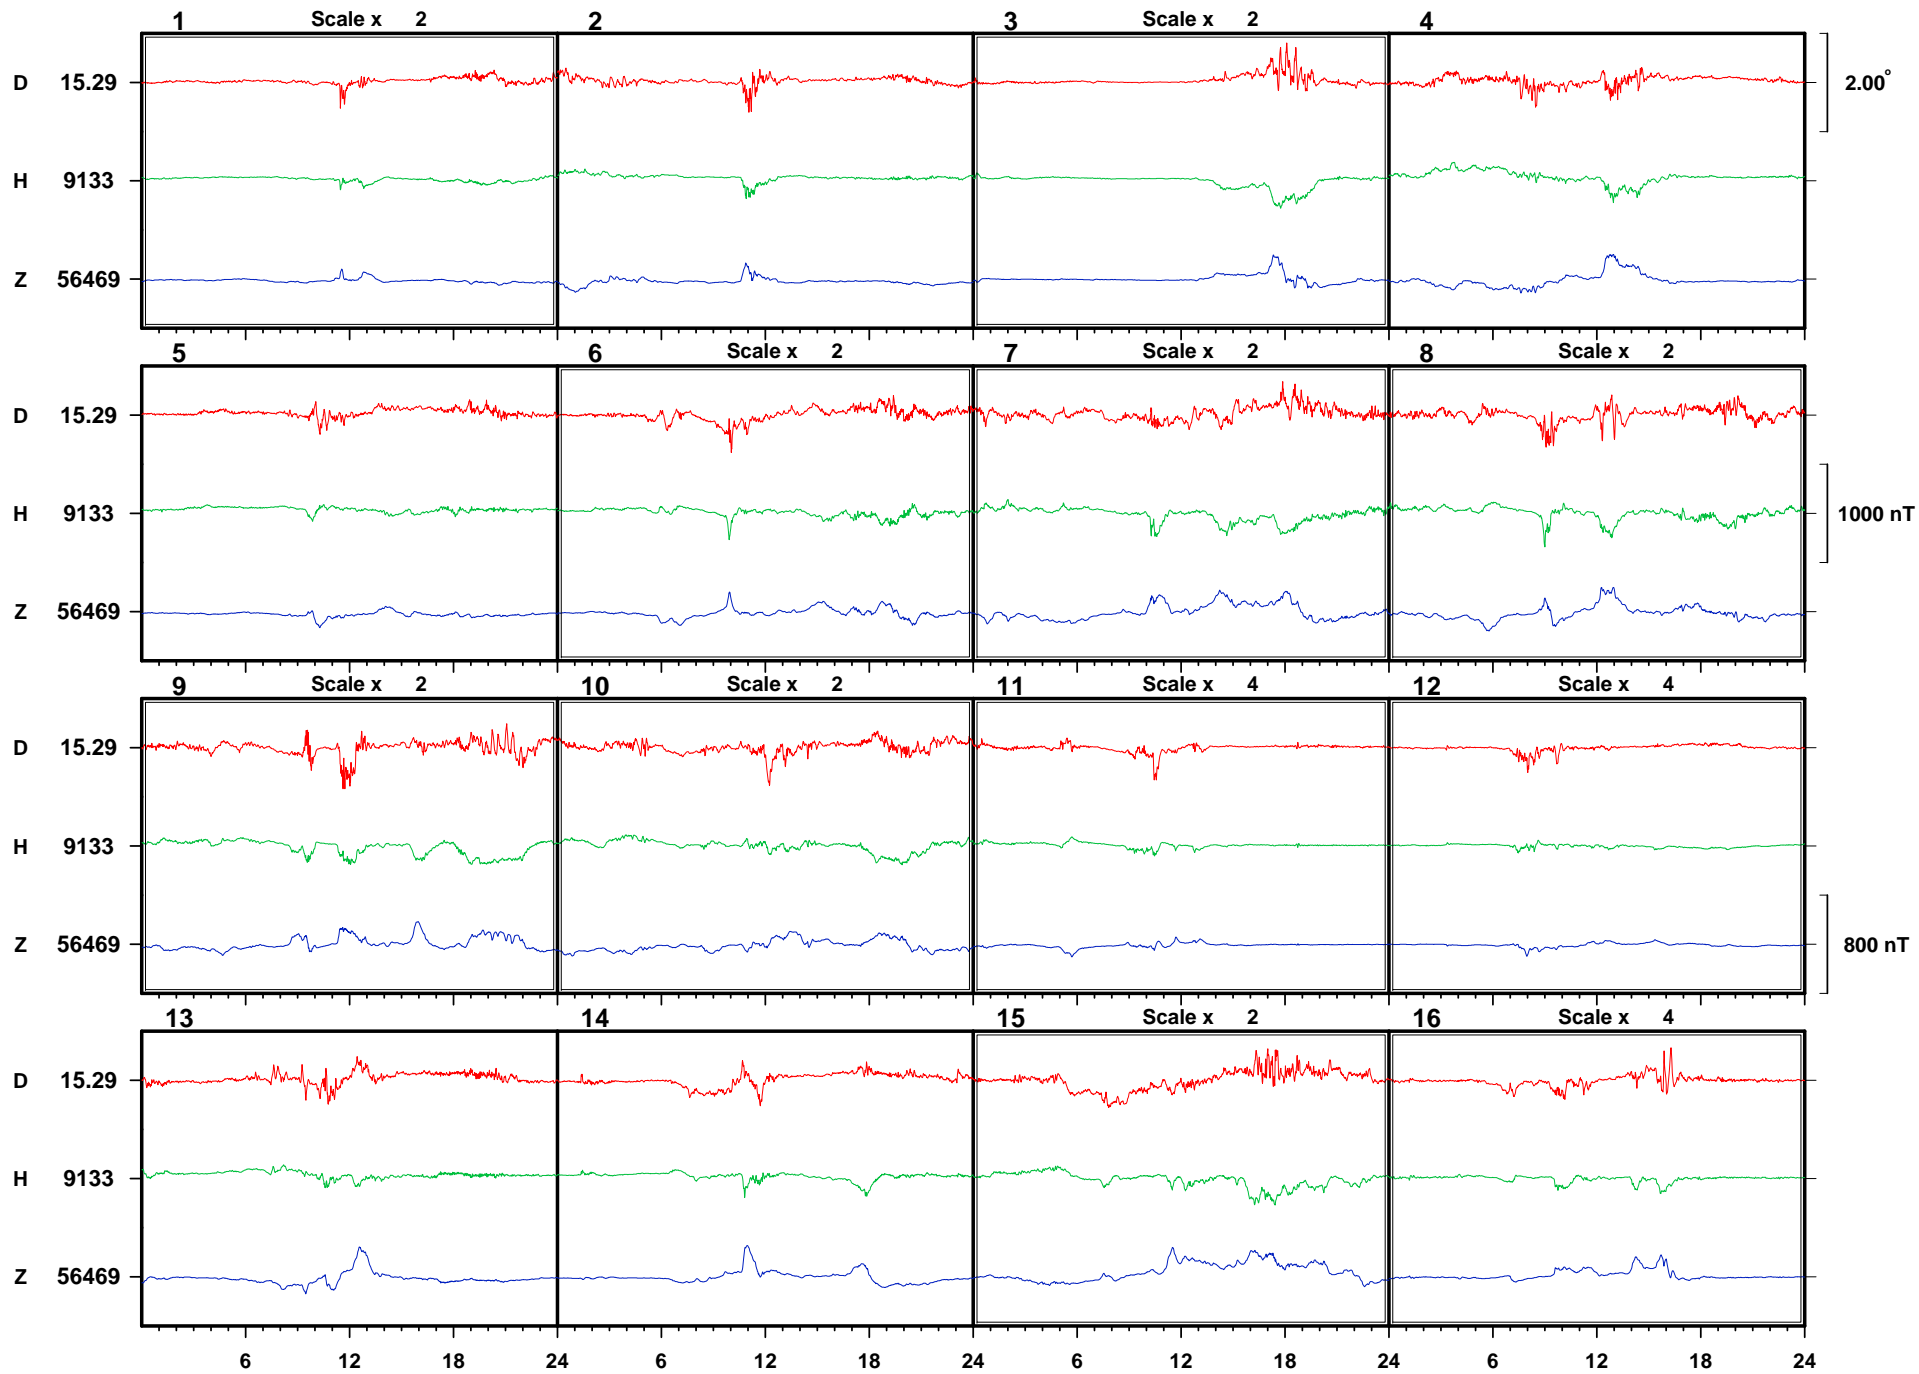 1 Scale x 2 2 3 Scale x 2 4
D 15.29 2.00°
H 9133
Z 56469
5 6 Scale x 2 7 Scale x 2 8 Scale x 2
D 15.29
H 9133 1000 nT
Z 56469
9 Scale x 2 10 Scale x 2 11 Scale x 4 12 Scale x 4
D 15.29
H 9133
Z 56469 800 nT
13 14 15 Scale x 2 16 Scale x 4
D 15.29
H 9133
Z 56469
6 12 18 24 6 12 18 24 6 12 18 24 6 12 18 24